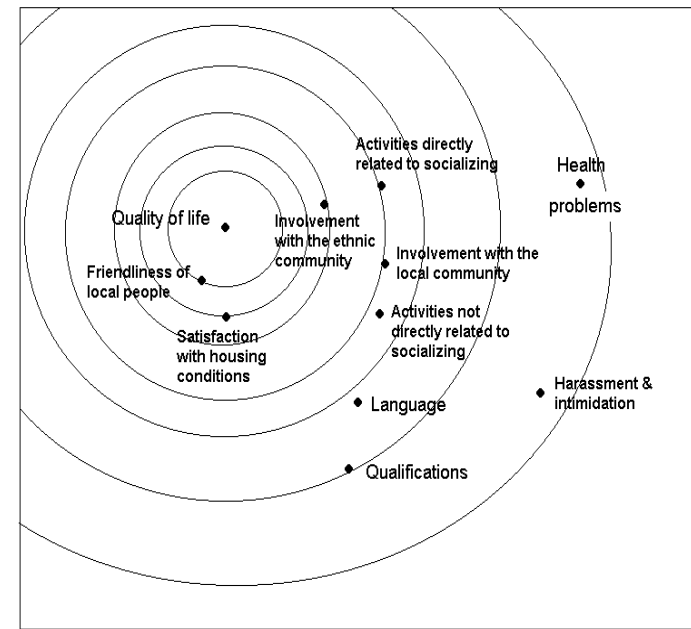 Activities directly
related to socializing
Health
problems
Quality of life
Involvement
with the ethnic
community
Involvement with the
local community
Friendliness of
local people
Activities not
directly related to
socializing
Satisfaction
with housing
conditions
Harassment &
intimidation
Language
Qualifications